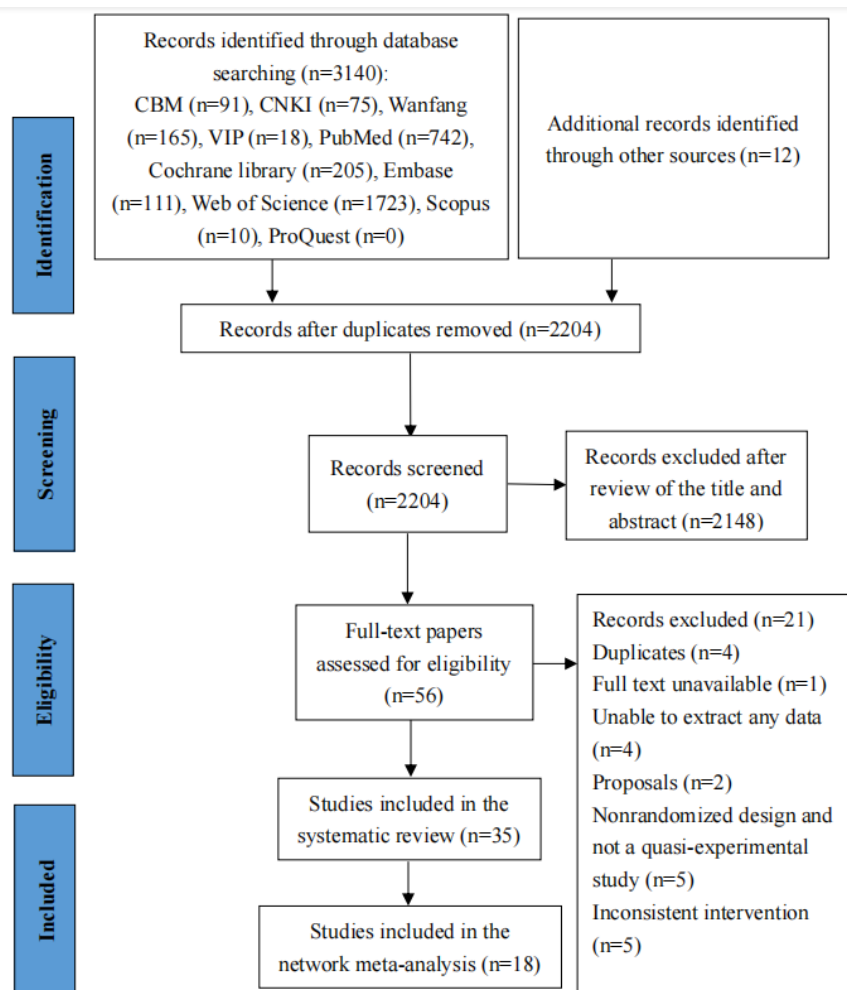 Records identified through database
searching (n=3140):
CBM (n=91), CNKI (n=75), Wanfang
(n=165), VIP (n=18), PubMed (n=742),
Cochrane library (n=205), Embase
(n=111), Web of Science (n=1723), Scopus
(n=10), ProQuest (n=0)
Additional records identified
through other sources (n=12)
Identification
Records after duplicates removed (n=2204)
Screening
Records screened
(n=2204)
Records excluded after
review of the title and
abstract (n=2148)
Eligibility
Full-text papers
assessed for eligibility
(n=56)
Records excluded (n=21)
Duplicates (n=4)
Full text unavailable (n=1)
Unable to extract any data
(n=4)
Proposals (n=2)
Nonrandomized design and
not a quasi-experimental
study (n=5)
Inconsistent intervention
(n=5)
Included
Studies included in the
systematic review (n=35)
Studies included in the
network meta-analysis (n=18)